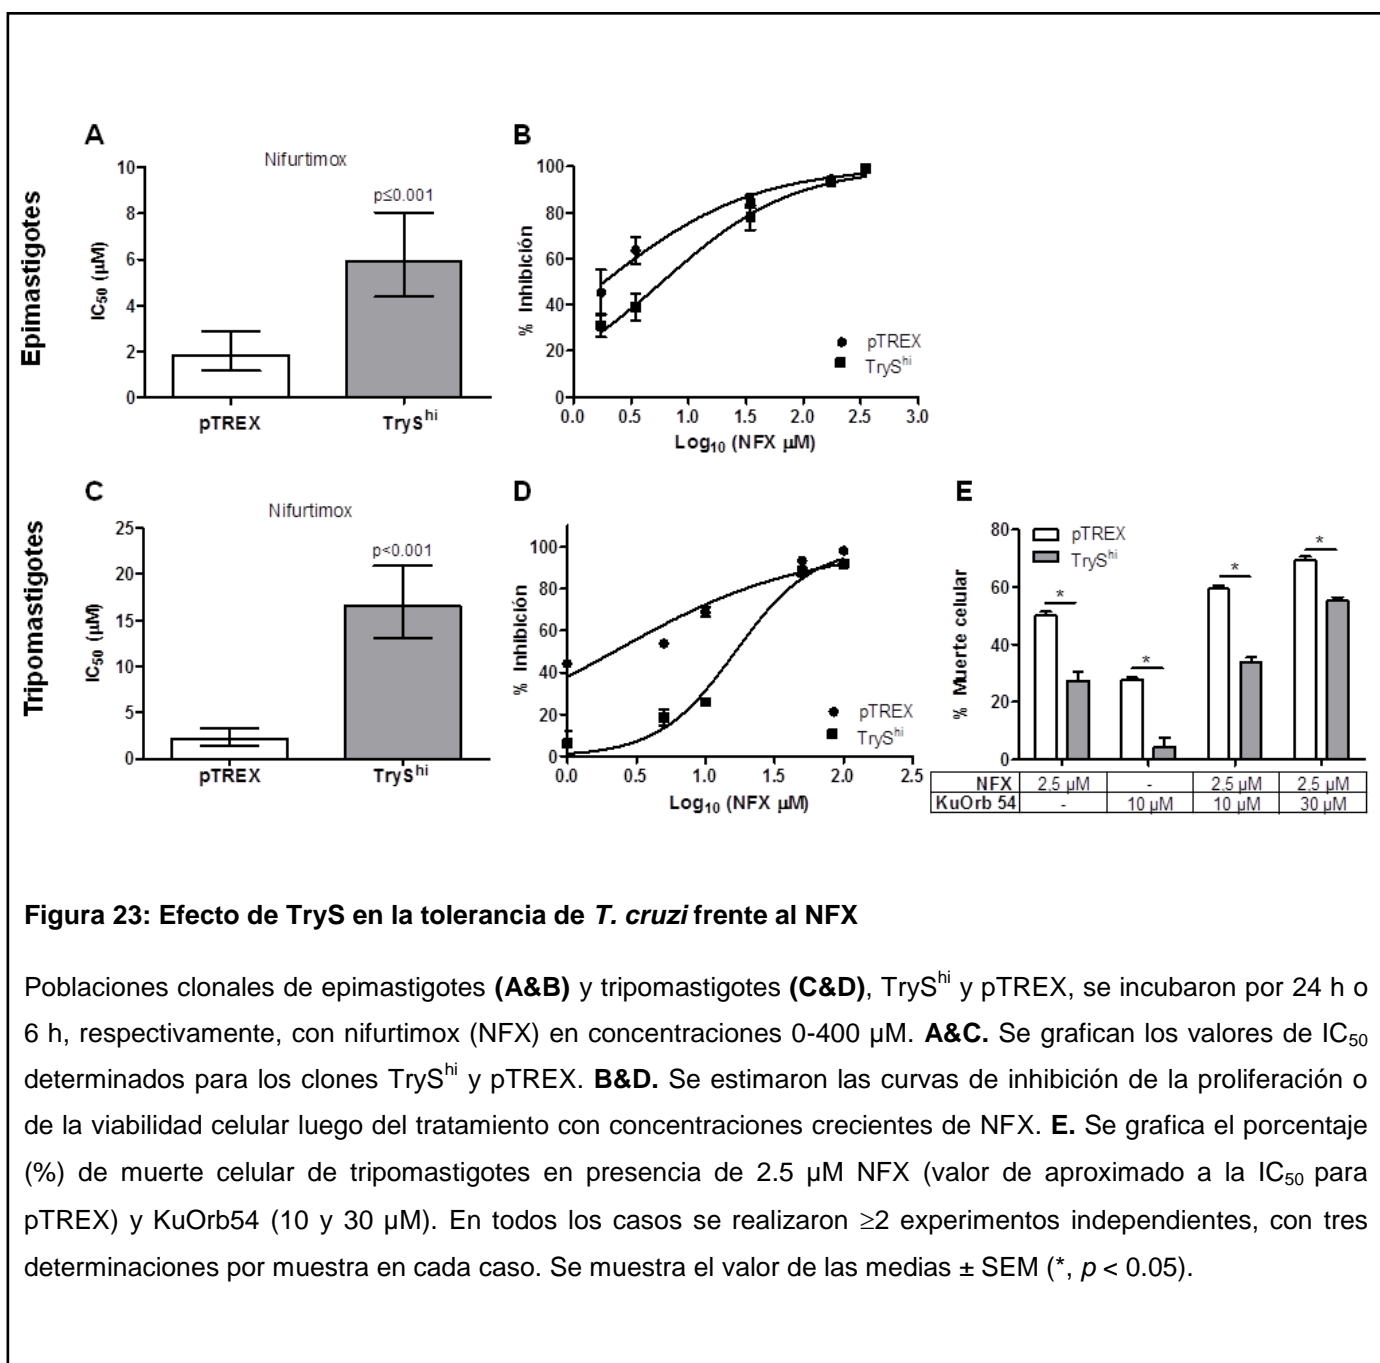 Epimastigotes
A
Nifurtimox
p≤0.001
IC50 (µM)
10
8
6
4
2
0
pTREX
TryShi
B
% Inhibición
100
80
60
40
20
0
pTREX
TryShi
0.0 0.5 1.0 1.5 2.0 2.5 3.0
Log10 (NFX µM)
Tripomastigotes
C
Nifurtimox
p<0.001
IC50 (µM)
25
20
15
10
5
0
pTREX
TryShi
D
% Inhibición
100
80
60
40
20
0
pTREX
TryShi
0.0 0.5 1.0 1.5 2.0 2.5
Log10 (NFX µM)
E
% Muerte celular
80
60
40
20
0
pTREX
TryShi
* * * *
NFX 2.5 µM - 2.5 µM 2.5 µM
KuOrb 54 - 10 µM 10 µM 30 µM
Figura 23: Efecto de TryS en la tolerancia de T. cruzi frente al NFX
Poblaciones clonales de epimastigotes (A&B) y tripomastigotes (C&D), TryShi y pTREX, se incubaron por 24 h o
6 h, respectivamente, con nifurtimox (NFX) en concentraciones 0-400 µM. A&C. Se grafican los valores de IC50
determinados para los clones TryShi y pTREX. B&D. Se estimaron las curvas de inhibición de la proliferación o
de la viabilidad celular luego del tratamiento con concentraciones crecientes de NFX. E. Se grafica el porcentaje
(%) de muerte celular de tripomastigotes en presencia de 2.5 µM NFX (valor de aproximado a la IC50 para
pTREX) y KuOrb54 (10 y 30 µM). En todos los casos se realizaron ≥2 experimentos independientes, con tres
determinaciones por muestra en cada caso. Se muestra el valor de las medias ± SEM (*, p < 0.05).